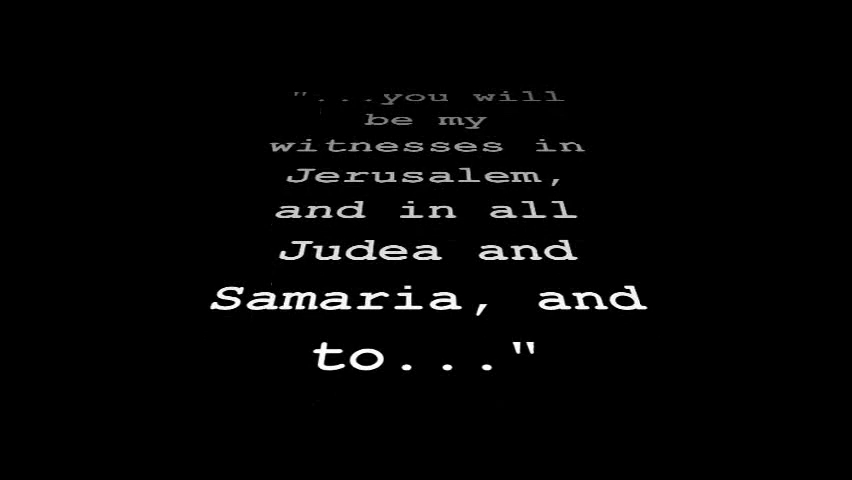 "...you will
be my
witnesses in
Jerusalem,
and in all
Judea and
Samaria, and
to..."